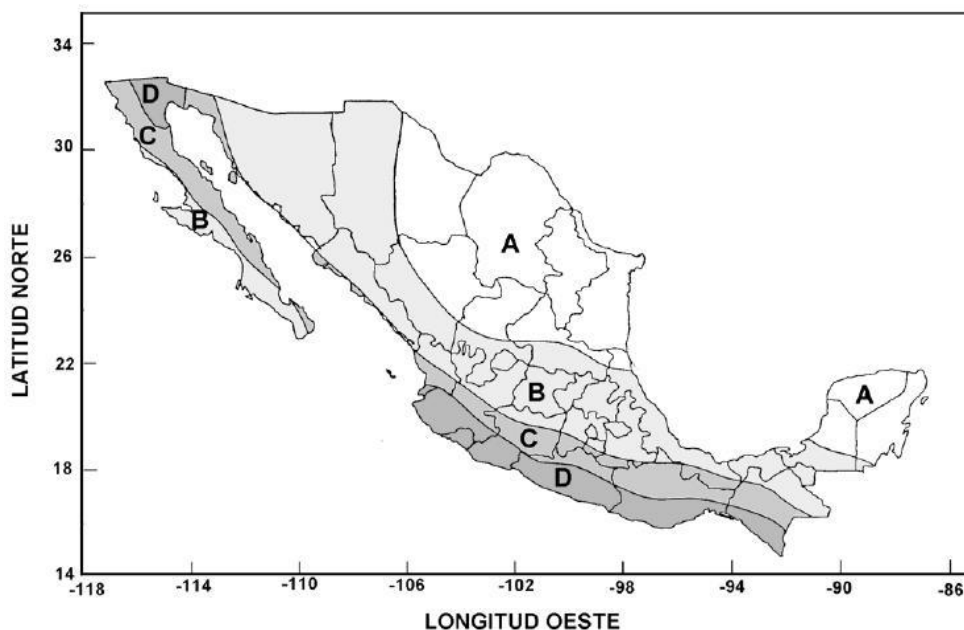 34
30
26
22
18
14
LATITUD NORTE
D
C
B
A
B
A
C
D
-118
-114
-110
-106
-102
-98
-94
-90
-86
LONGITUD OESTE